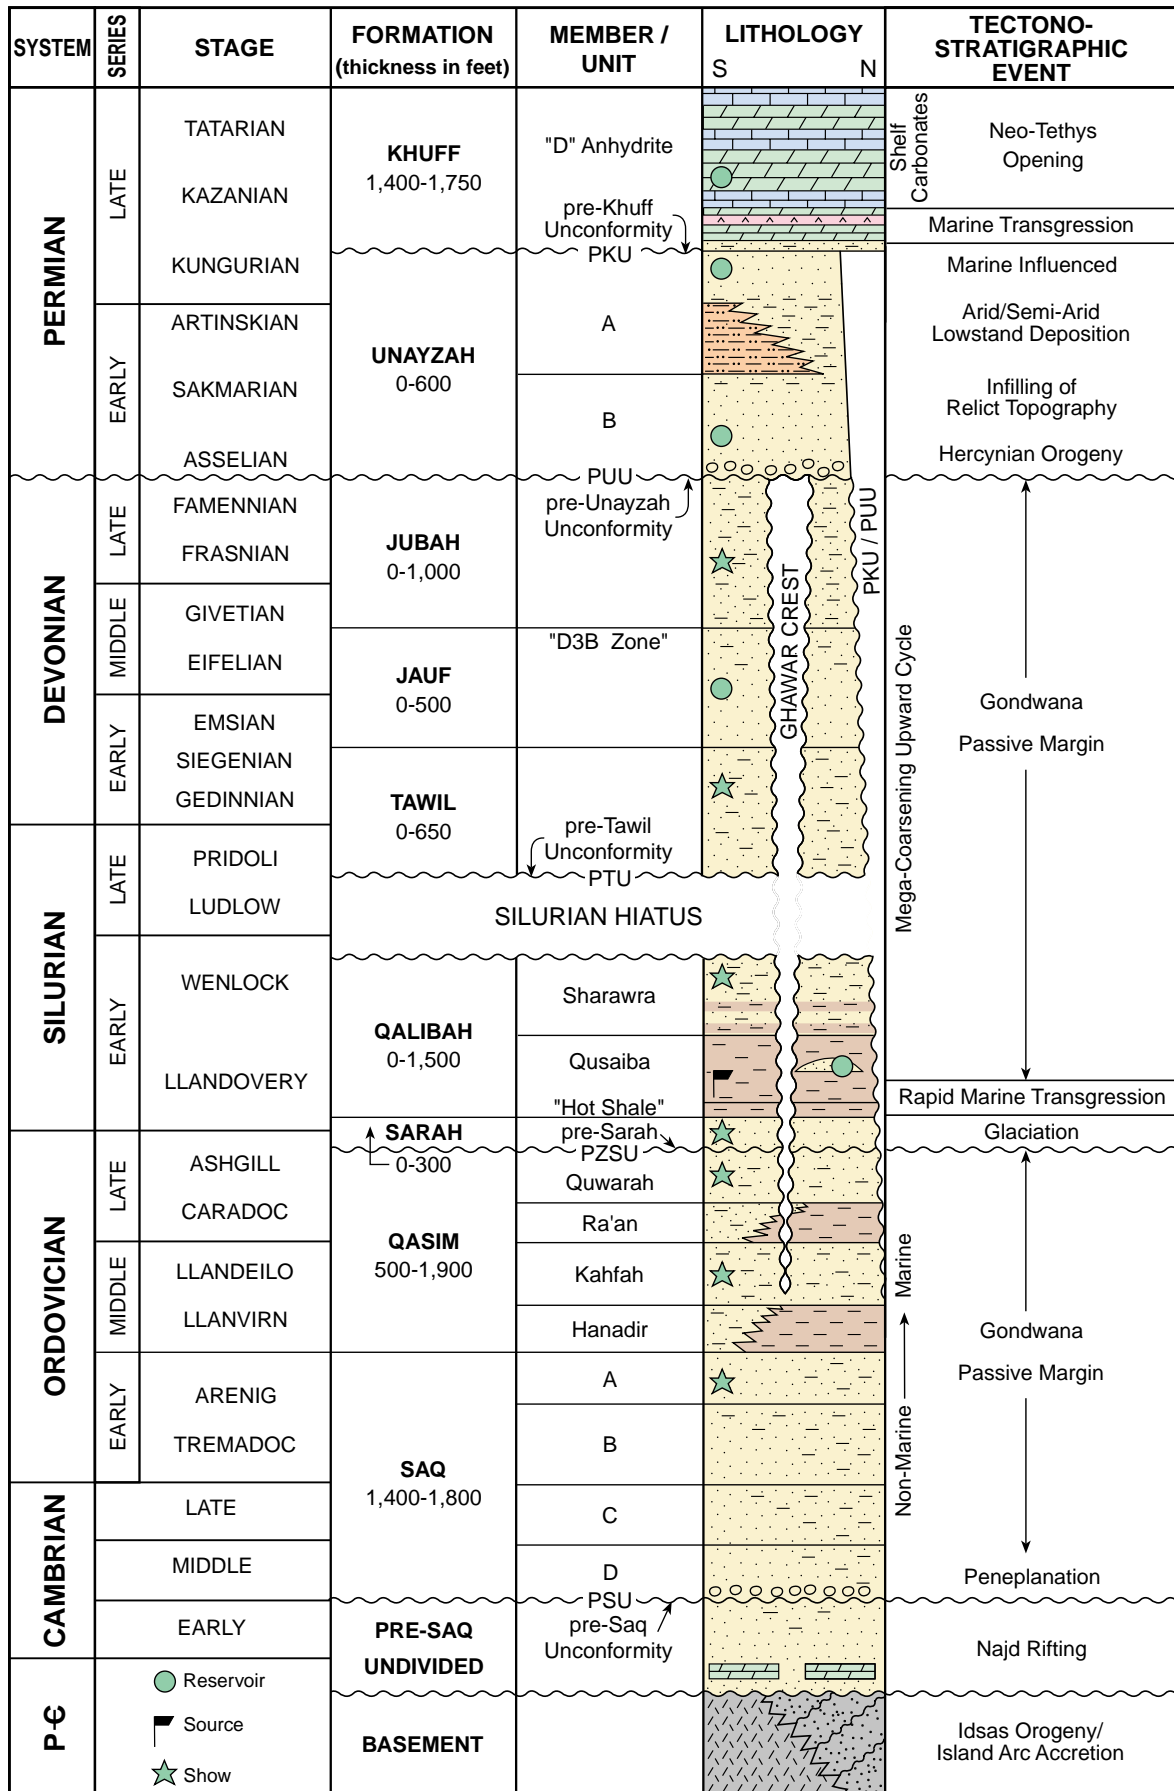 SYSTEM
SERIES
STAGE
FORMATION
(thickness in feet)
MEMBER /
UNIT
LITHOLOGY
S N
TECTONO-
STRATIGRAPHIC
EVENT
PERMIAN
LATE
TATARIAN
KAZANIAN
KUNGURIAN
EARLY
ARTINSKIAN
SAKMARIAN
ASSELIAN
KHUFF
1,400-1,750
"D" Anhydrite
pre-Khuff
Unconformity
PKU
UNAYZAH
0-600
A
B
PUU
pre-Unayzah
Unconformity
Shelf
Carbonates
Neo-Tethys
Opening
Marine Transgression
Marine Influenced
Arid/Semi-Arid
Lowstand Deposition
Infilling of
Relict Topography
Hercynian Orogeny
DEVONIAN
LATE
FAMENNIAN
FRASNIAN
MIDDLE
GIVETIAN
EIFELIAN
EARLY
EMSIAN
SIEGENIAN
GEDINNIAN
JUBAH
0-1,000
JAUF
0-500
"D3B Zone"
TAWIL
0-650
pre-Tawil
Unconformity
PTU
GHAWAR CREST
PKU / PUU
Mega-Coarsening Upward Cycle
Gondwana
Passive Margin
SILURIAN
LATE
PRIDOLI
LUDLOW
EARLY
WENLOCK
LLANDOVERY
SILURIAN HIATUS
QALIBAH
0-1,500
Sharawra
Qusaiba
"Hot Shale"
Rapid Marine Transgression
SARAH
0-300
pre-Sarah
PZSU
Glaciation
ORDOVICIAN
LATE
ASHGILL
CARADOC
MIDDLE
LLANDEILO
LLANVIRN
EARLY
ARENIG
TREMADOC
QASIM
500-1,900
Quwarah
Ra'an
Kahfah
Hanadir
Non-Marine
Marine
Gondwana
Passive Margin
SAQ
1,400-1,800
A
B
C
D
PSU
pre-Saq
Unconformity
Peneplanation
CAMBRIAN
LATE
MIDDLE
EARLY
PRE-SAQ
UNDIVIDED
Najd Rifting
P-Є
Reservoir
Source
Show
BASEMENT
Idsas Orogeny/
Island Arc Accretion